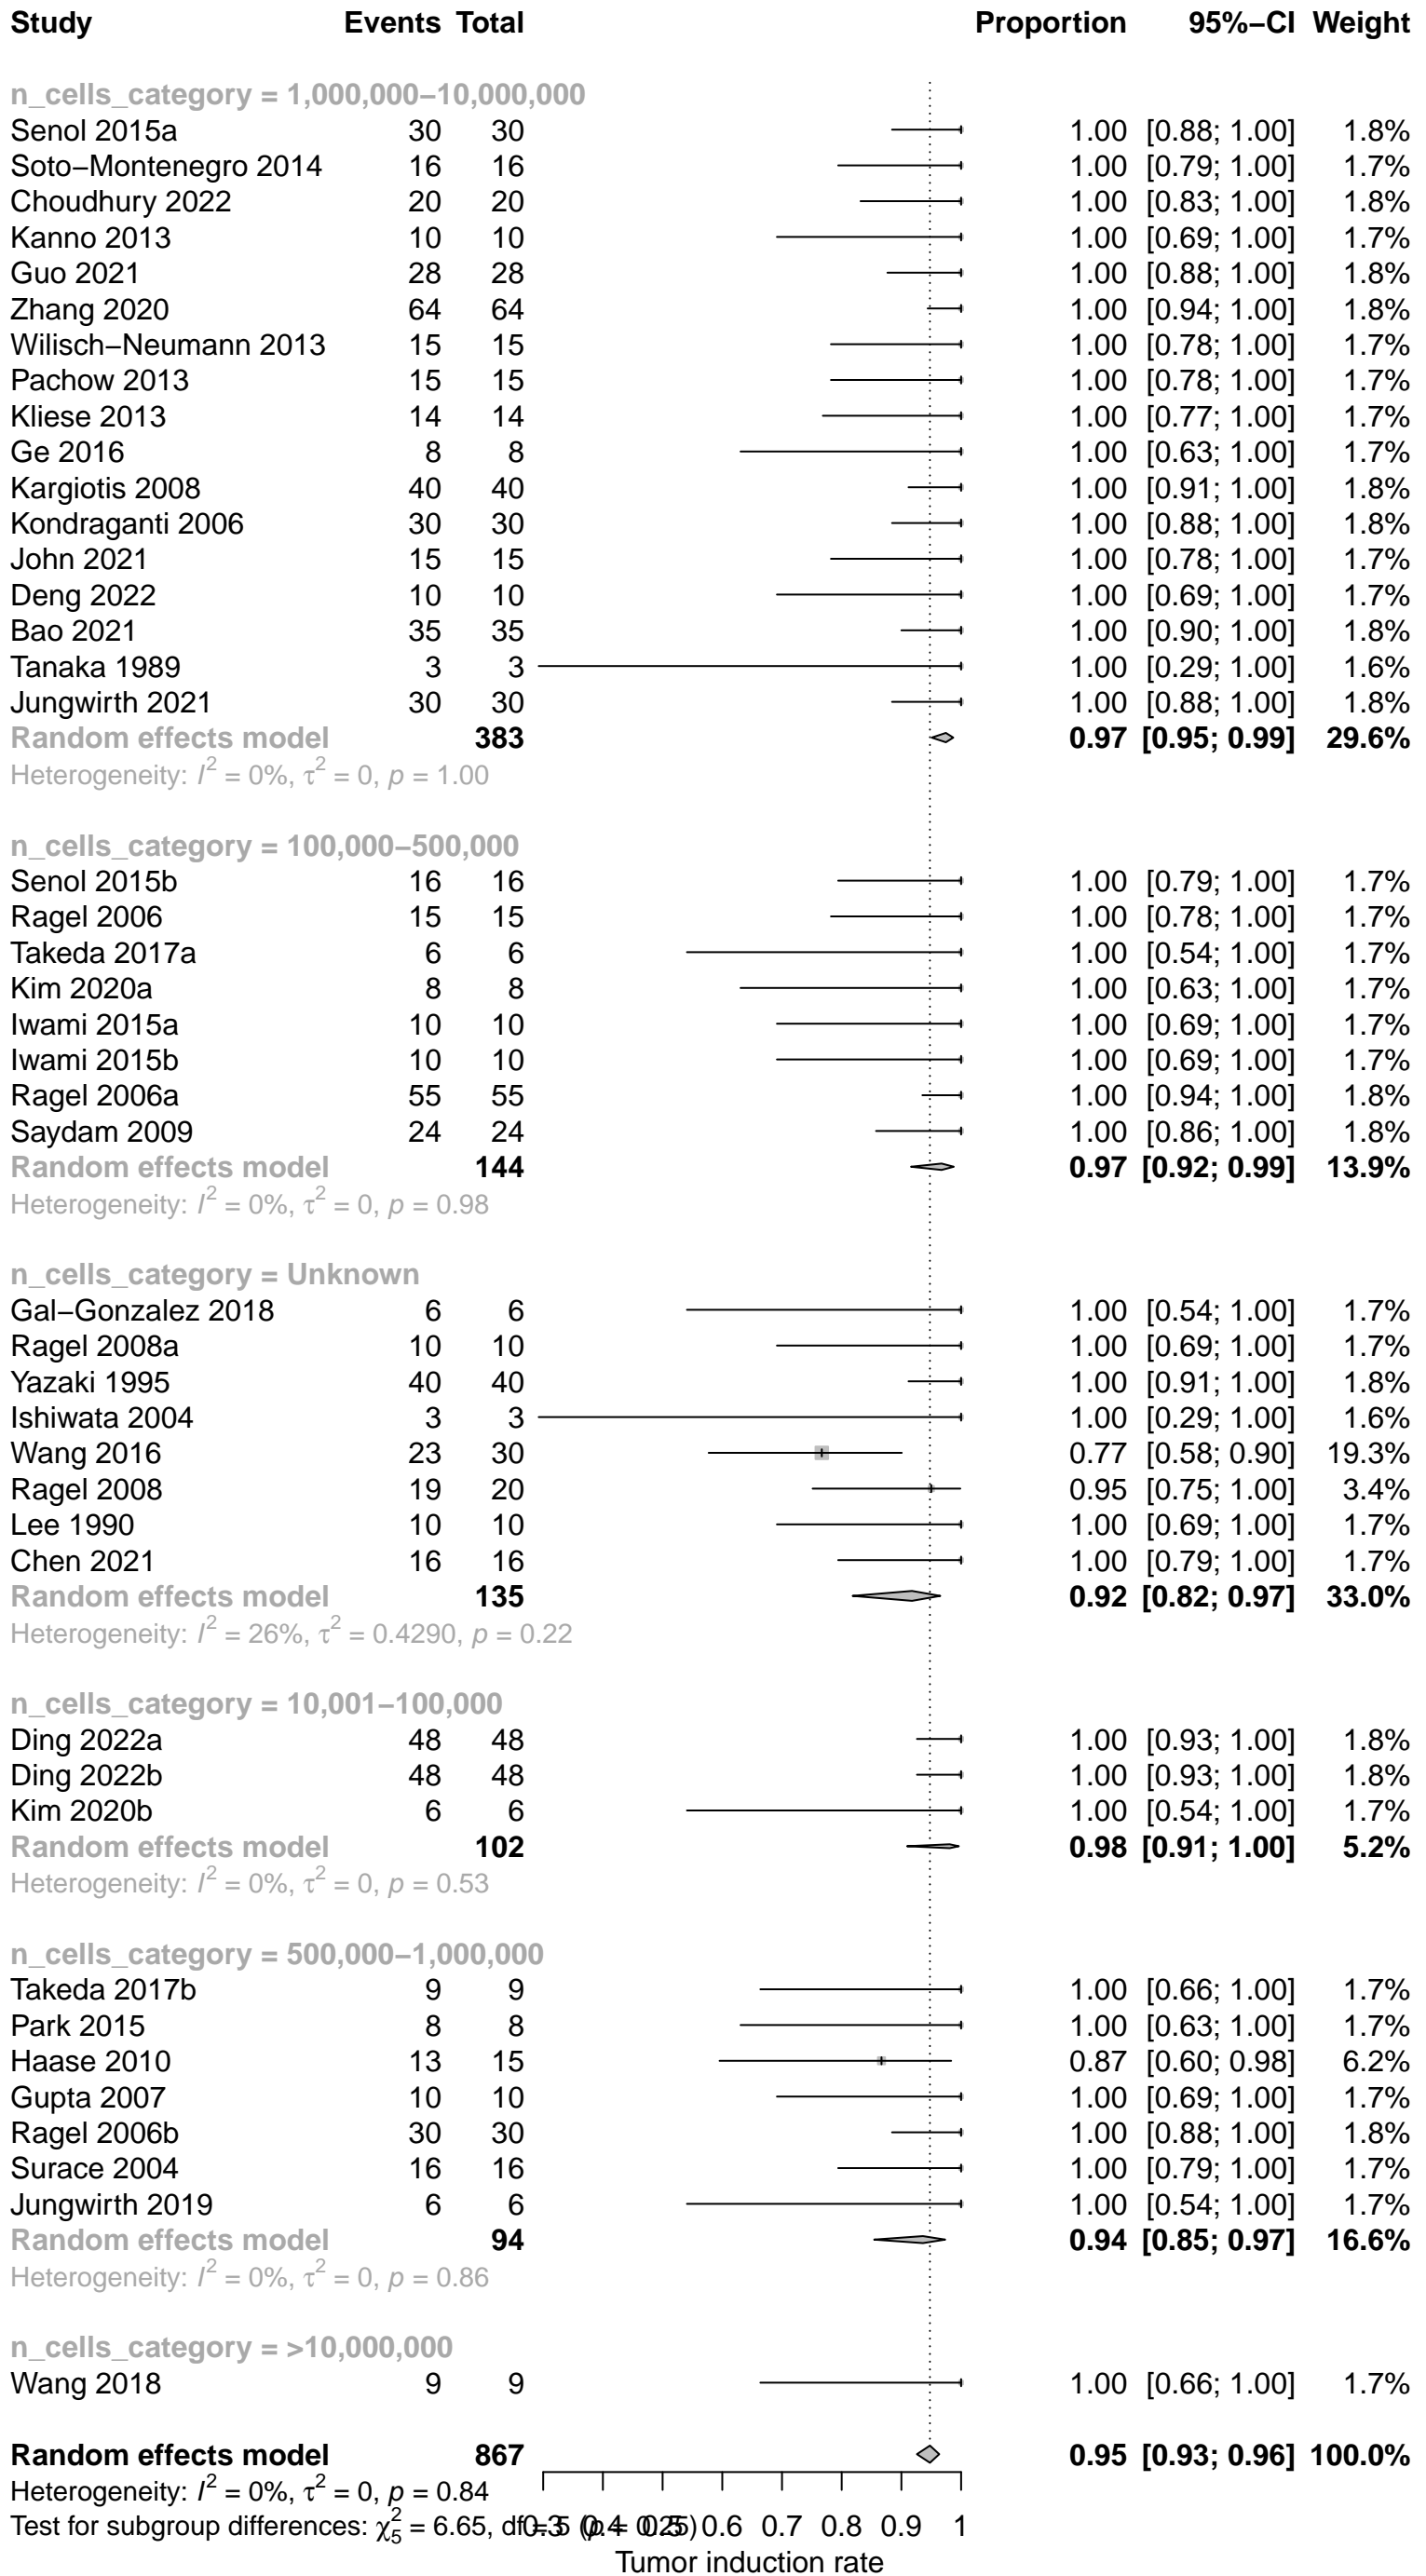 Study Events Total Proportion 95%−CI Weight
n_cells_category = 1,000,000−10,000,000
Senol 2015a 30 30 1.00 [0.88; 1.00] 1.8%
Soto−Montenegro 2014 16 16 1.00 [0.79; 1.00] 1.7%
Choudhury 2022 20 20 1.00 [0.83; 1.00] 1.8%
Kanno 2013 10 10 1.00 [0.69; 1.00] 1.7%
Guo 2021 28 28 1.00 [0.88; 1.00] 1.8%
Zhang 2020 64 64 1.00 [0.94; 1.00] 1.8%
Wilisch−Neumann 2013 15 15 1.00 [0.78; 1.00] 1.7%
Pachow 2013 15 15 1.00 [0.78; 1.00] 1.7%
Kliese 2013 14 14 1.00 [0.77; 1.00] 1.7%
Ge 2016 8 8 1.00 [0.63; 1.00] 1.7%
Kargiotis 2008 40 40 1.00 [0.91; 1.00] 1.8%
Kondraganti 2006 30 30 1.00 [0.88; 1.00] 1.8%
John 2021 15 15 1.00 [0.78; 1.00] 1.7%
Deng 2022 10 10 1.00 [0.69; 1.00] 1.7%
Bao 2021 35 35 1.00 [0.90; 1.00] 1.8%
Tanaka 1989 3 3 1.00 [0.29; 1.00] 1.6%
Jungwirth 2021 30 30 1.00 [0.88; 1.00] 1.8%
Random effects model 383 0.97 [0.95; 0.99] 29.6%
Heterogeneity: I² = 0%, τ² = 0, p = 1.00
n_cells_category = 100,000−500,000
Senol 2015b 16 16 1.00 [0.79; 1.00] 1.7%
Ragel 2006 15 15 1.00 [0.78; 1.00] 1.7%
Takeda 2017a 6 6 1.00 [0.54; 1.00] 1.7%
Kim 2020a 8 8 1.00 [0.63; 1.00] 1.7%
Iwami 2015a 10 10 1.00 [0.69; 1.00] 1.7%
Iwami 2015b 10 10 1.00 [0.69; 1.00] 1.7%
Ragel 2006a 55 55 1.00 [0.94; 1.00] 1.8%
Saydam 2009 24 24 1.00 [0.86; 1.00] 1.8%
Random effects model 144 0.97 [0.92; 0.99] 13.9%
Heterogeneity: I² = 0%, τ² = 0, p = 0.98
n_cells_category = Unknown
Gal−Gonzalez 2018 6 6 1.00 [0.54; 1.00] 1.7%
Ragel 2008a 10 10 1.00 [0.69; 1.00] 1.7%
Yazaki 1995 40 40 1.00 [0.91; 1.00] 1.8%
Ishiwata 2004 3 3 1.00 [0.29; 1.00] 1.6%
Wang 2016 23 30 0.77 [0.58; 0.90] 19.3%
Ragel 2008 19 20 0.95 [0.75; 1.00] 3.4%
Lee 1990 10 10 1.00 [0.69; 1.00] 1.7%
Chen 2021 16 16 1.00 [0.79; 1.00] 1.7%
Random effects model 135 0.92 [0.82; 0.97] 33.0%
Heterogeneity: I² = 26%, τ² = 0.4290, p = 0.22
n_cells_category = 10,001−100,000
Ding 2022a 48 48 1.00 [0.93; 1.00] 1.8%
Ding 2022b 48 48 1.00 [0.93; 1.00] 1.8%
Kim 2020b 6 6 1.00 [0.54; 1.00] 1.7%
Random effects model 102 0.98 [0.91; 1.00] 5.2%
Heterogeneity: I² = 0%, τ² = 0, p = 0.53
n_cells_category = 500,000−1,000,000
Takeda 2017b 9 9 1.00 [0.66; 1.00] 1.7%
Park 2015 8 8 1.00 [0.63; 1.00] 1.7%
Haase 2010 13 15 0.87 [0.60; 0.98] 6.2%
Gupta 2007 10 10 1.00 [0.69; 1.00] 1.7%
Ragel 2006b 30 30 1.00 [0.88; 1.00] 1.8%
Surace 2004 16 16 1.00 [0.79; 1.00] 1.7%
Jungwirth 2019 6 6 1.00 [0.54; 1.00] 1.7%
Random effects model 94 0.94 [0.85; 0.97] 16.6%
Heterogeneity: I² = 0%, τ² = 0, p = 0.86
n_cells_category = >10,000,000
Wang 2018 9 9 1.00 [0.66; 1.00] 1.7%
Random effects model 867 0.95 [0.93; 0.96] 100.0%
Heterogeneity: I² = 0%, τ² = 0, p = 0.84
Test for subgroup differences: χ²₅ = 6.65, df = 5 (p = 0.25)
0.3 0.4 0.5 0.6 0.7 0.8 0.9 1
Tumor induction rate